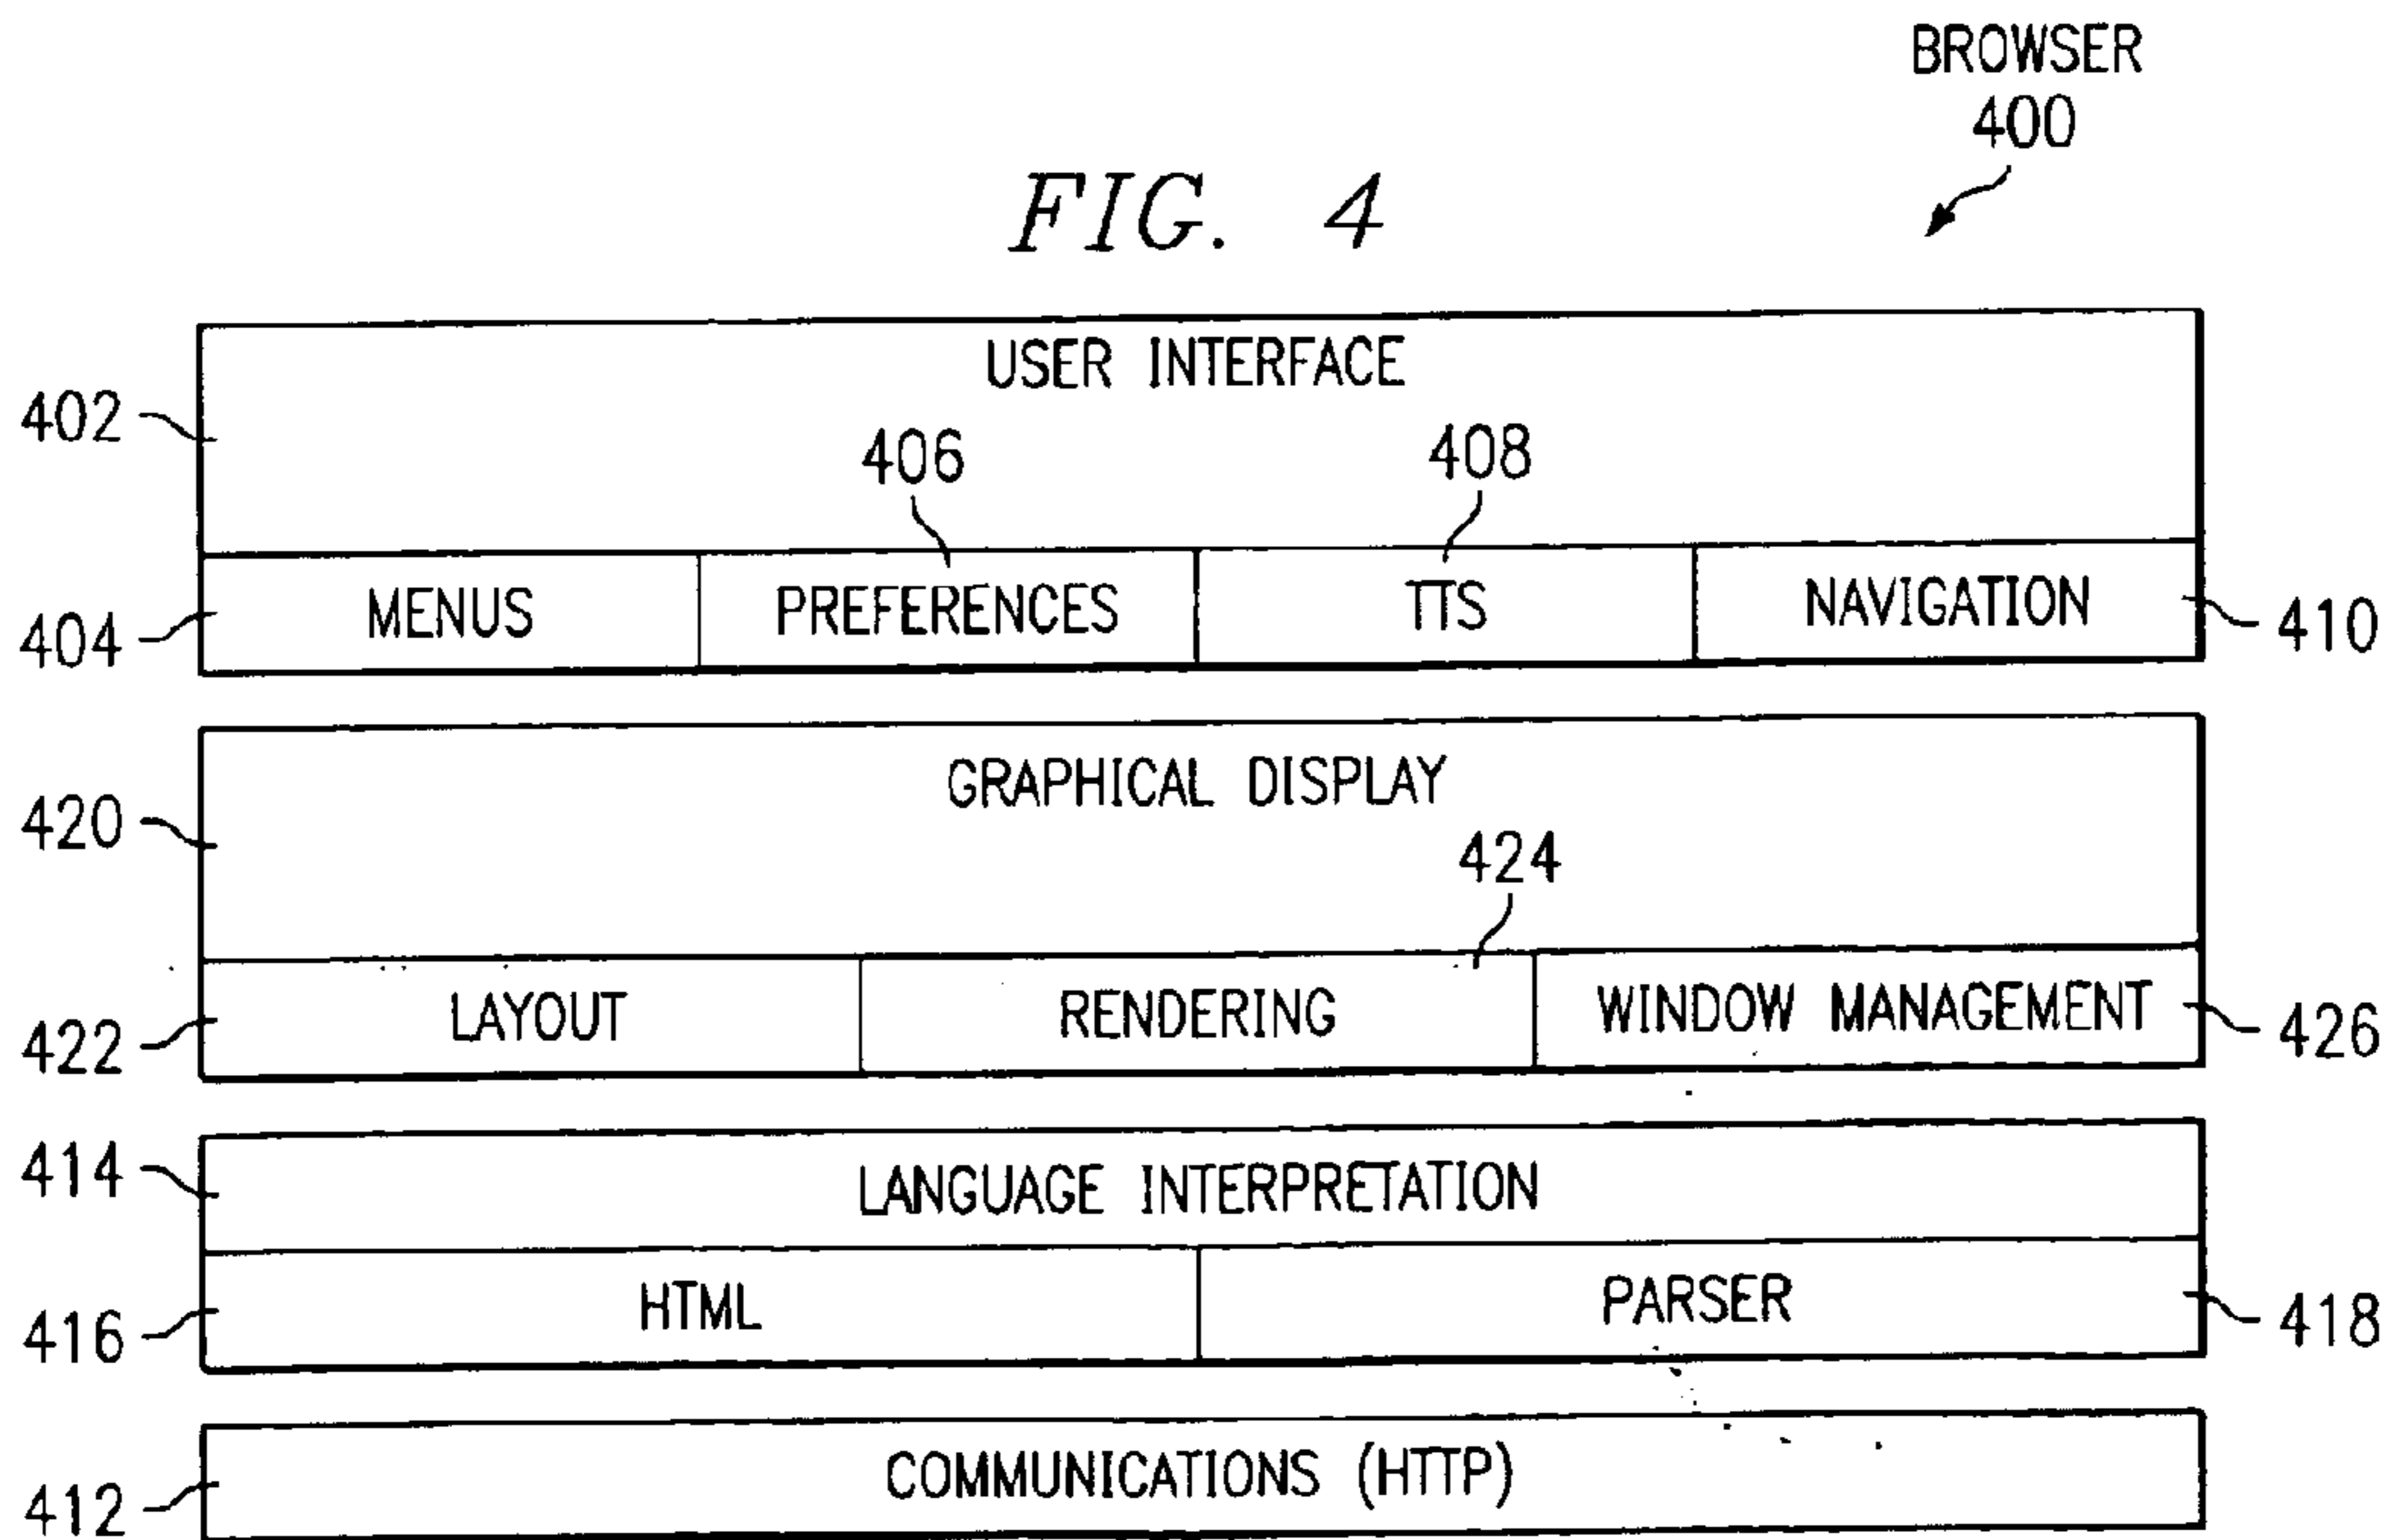 BROWSER
400
FIG. 4
USER INTERFACE
402
406
408
MENUS
PREFERENCES
TTS
NAVIGATION
404
410
GRAPHICAL DISPLAY
420
424
LAYOUT
RENDERING
WINDOW MANAGEMENT
422
426
414
LANGUAGE INTERPRETATION
HTML
PARSER
416
418
COMMUNICATIONS (HTTP)
412